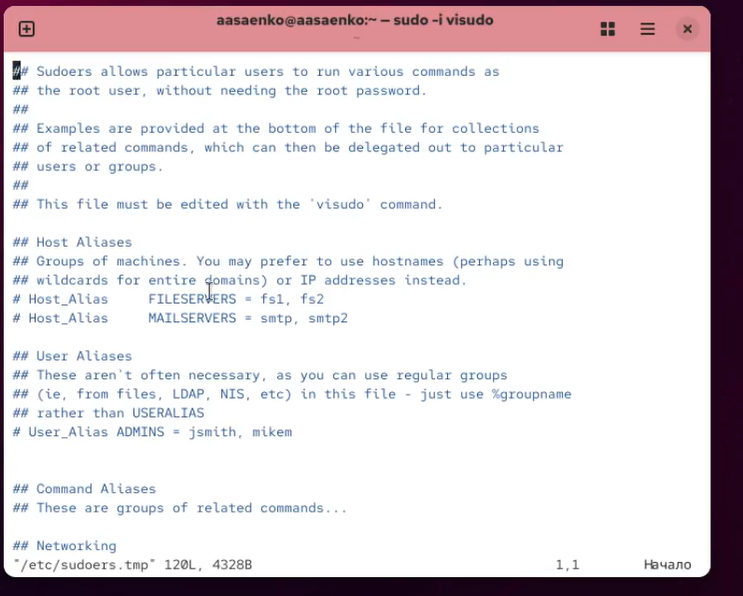 aasaenko@aasaenko:~ — sudo -i visudo
## Sudoers allows particular users to run various commands as
## the root user, without needing the root password.
##
## Examples are provided at the bottom of the file for collections
## of related commands, which can then be delegated out to particular
## users or groups.
##
## This file must be edited with the 'visudo' command.
## Host Aliases
## Groups of machines. You may prefer to use hostnames (perhaps using
## wildcards for entire domains) or IP addresses instead.
# Host_Alias     FILESERVERS = fs1, fs2
# Host_Alias     MAILSERVERS = smtp, smtp2
## User Aliases
## These aren't often necessary, as you can use regular groups
## (ie, from files, LDAP, NIS, etc) in this file - just use %groupname
## rather than USERALIAS
# User_Alias ADMINS = jsmith, mikem
## Command Aliases
## These are groups of related commands...
## Networking
"/etc/sudoers.tmp" 120L, 4328B 1,1 Начало